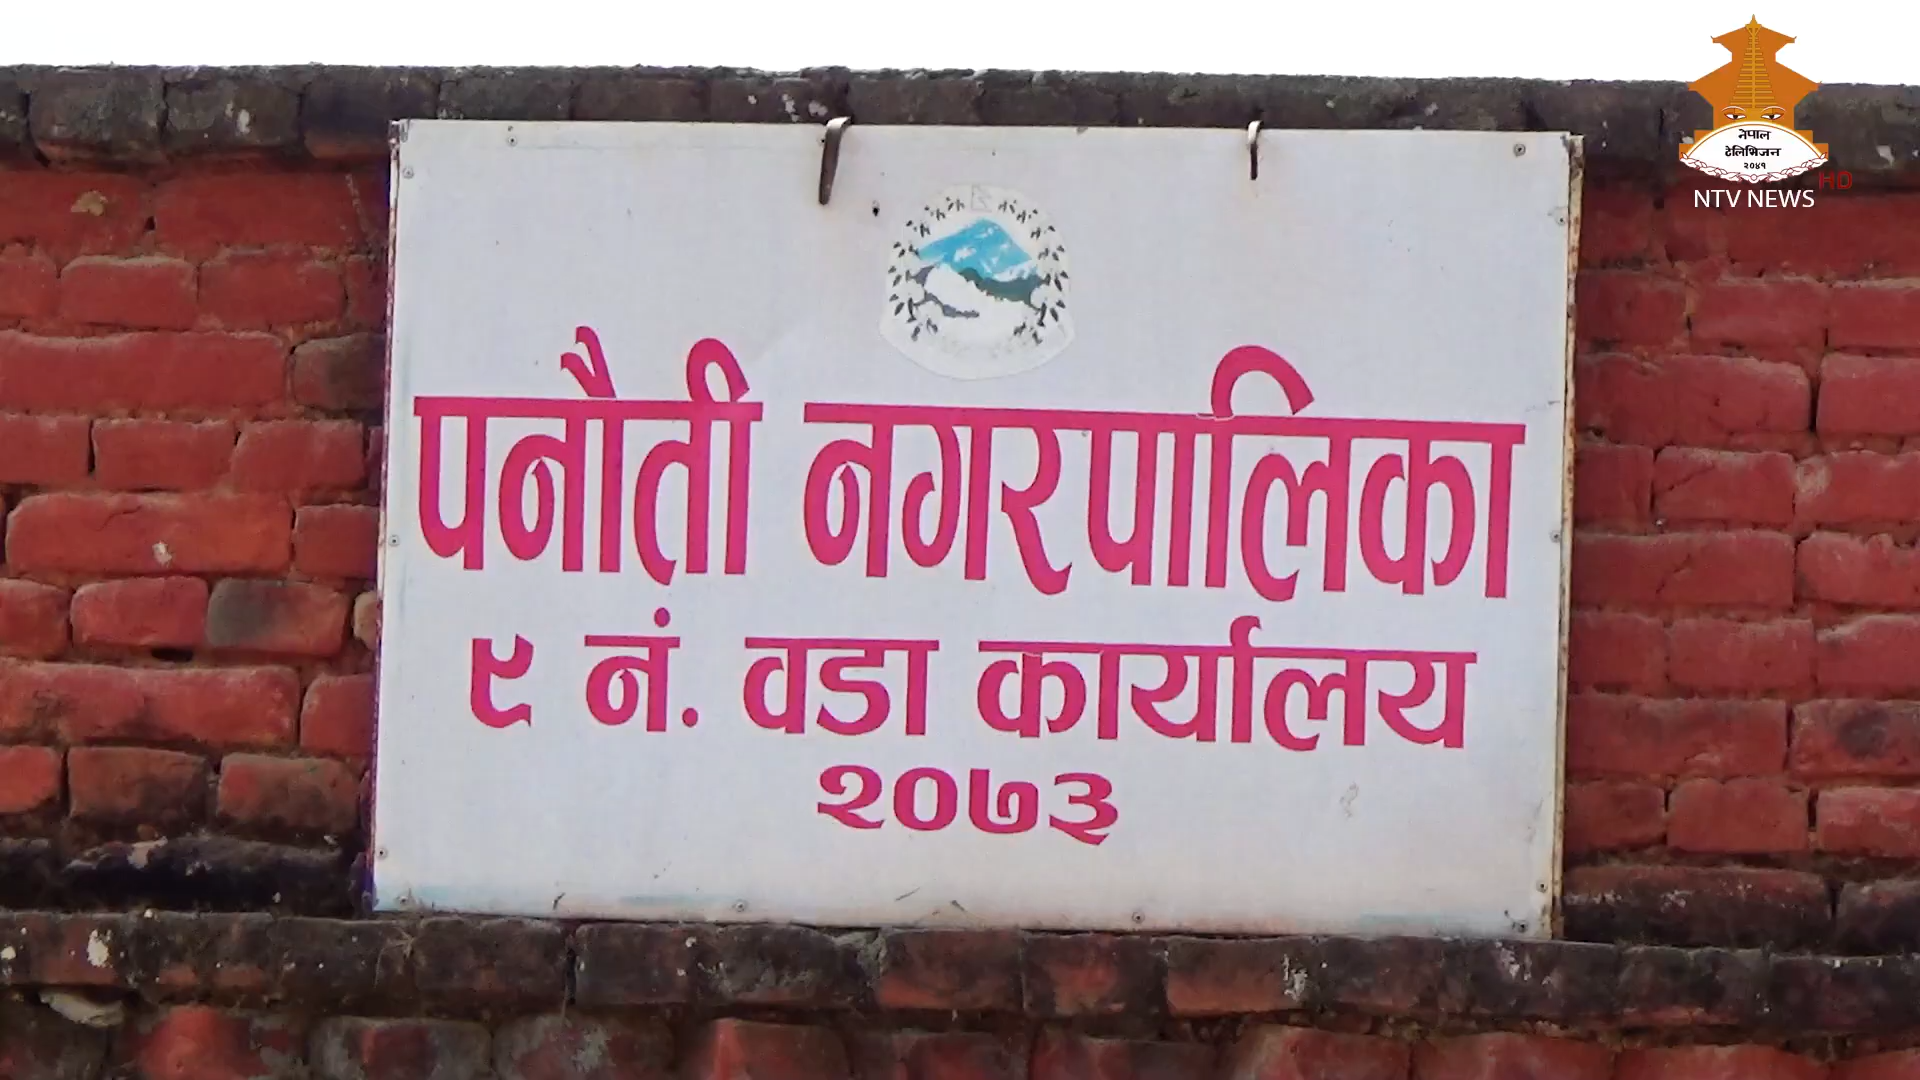 पनौती नगरपालिका
९ नं. वडा कार्यालय
२०७३
नेपाल
टेलिभिजन
२०४१
HD
NTV NEWS